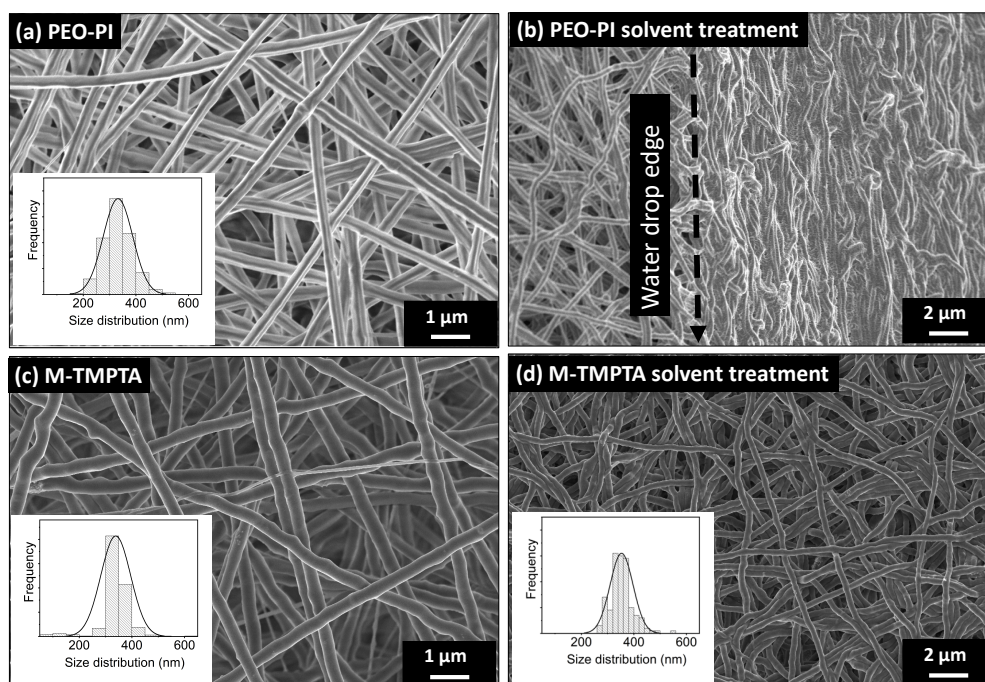 (a) PEO-PI
Frequency
200 400 600
Size distribution (nm)
1 µm
(b) PEO-PI solvent treatment
Water drop edge
2 µm
(c) M-TMPTA
Frequency
200 400 600
Size distribution (nm)
1 µm
(d) M-TMPTA solvent treatment
Frequency
200 400 600
Size distribution (nm)
2 µm